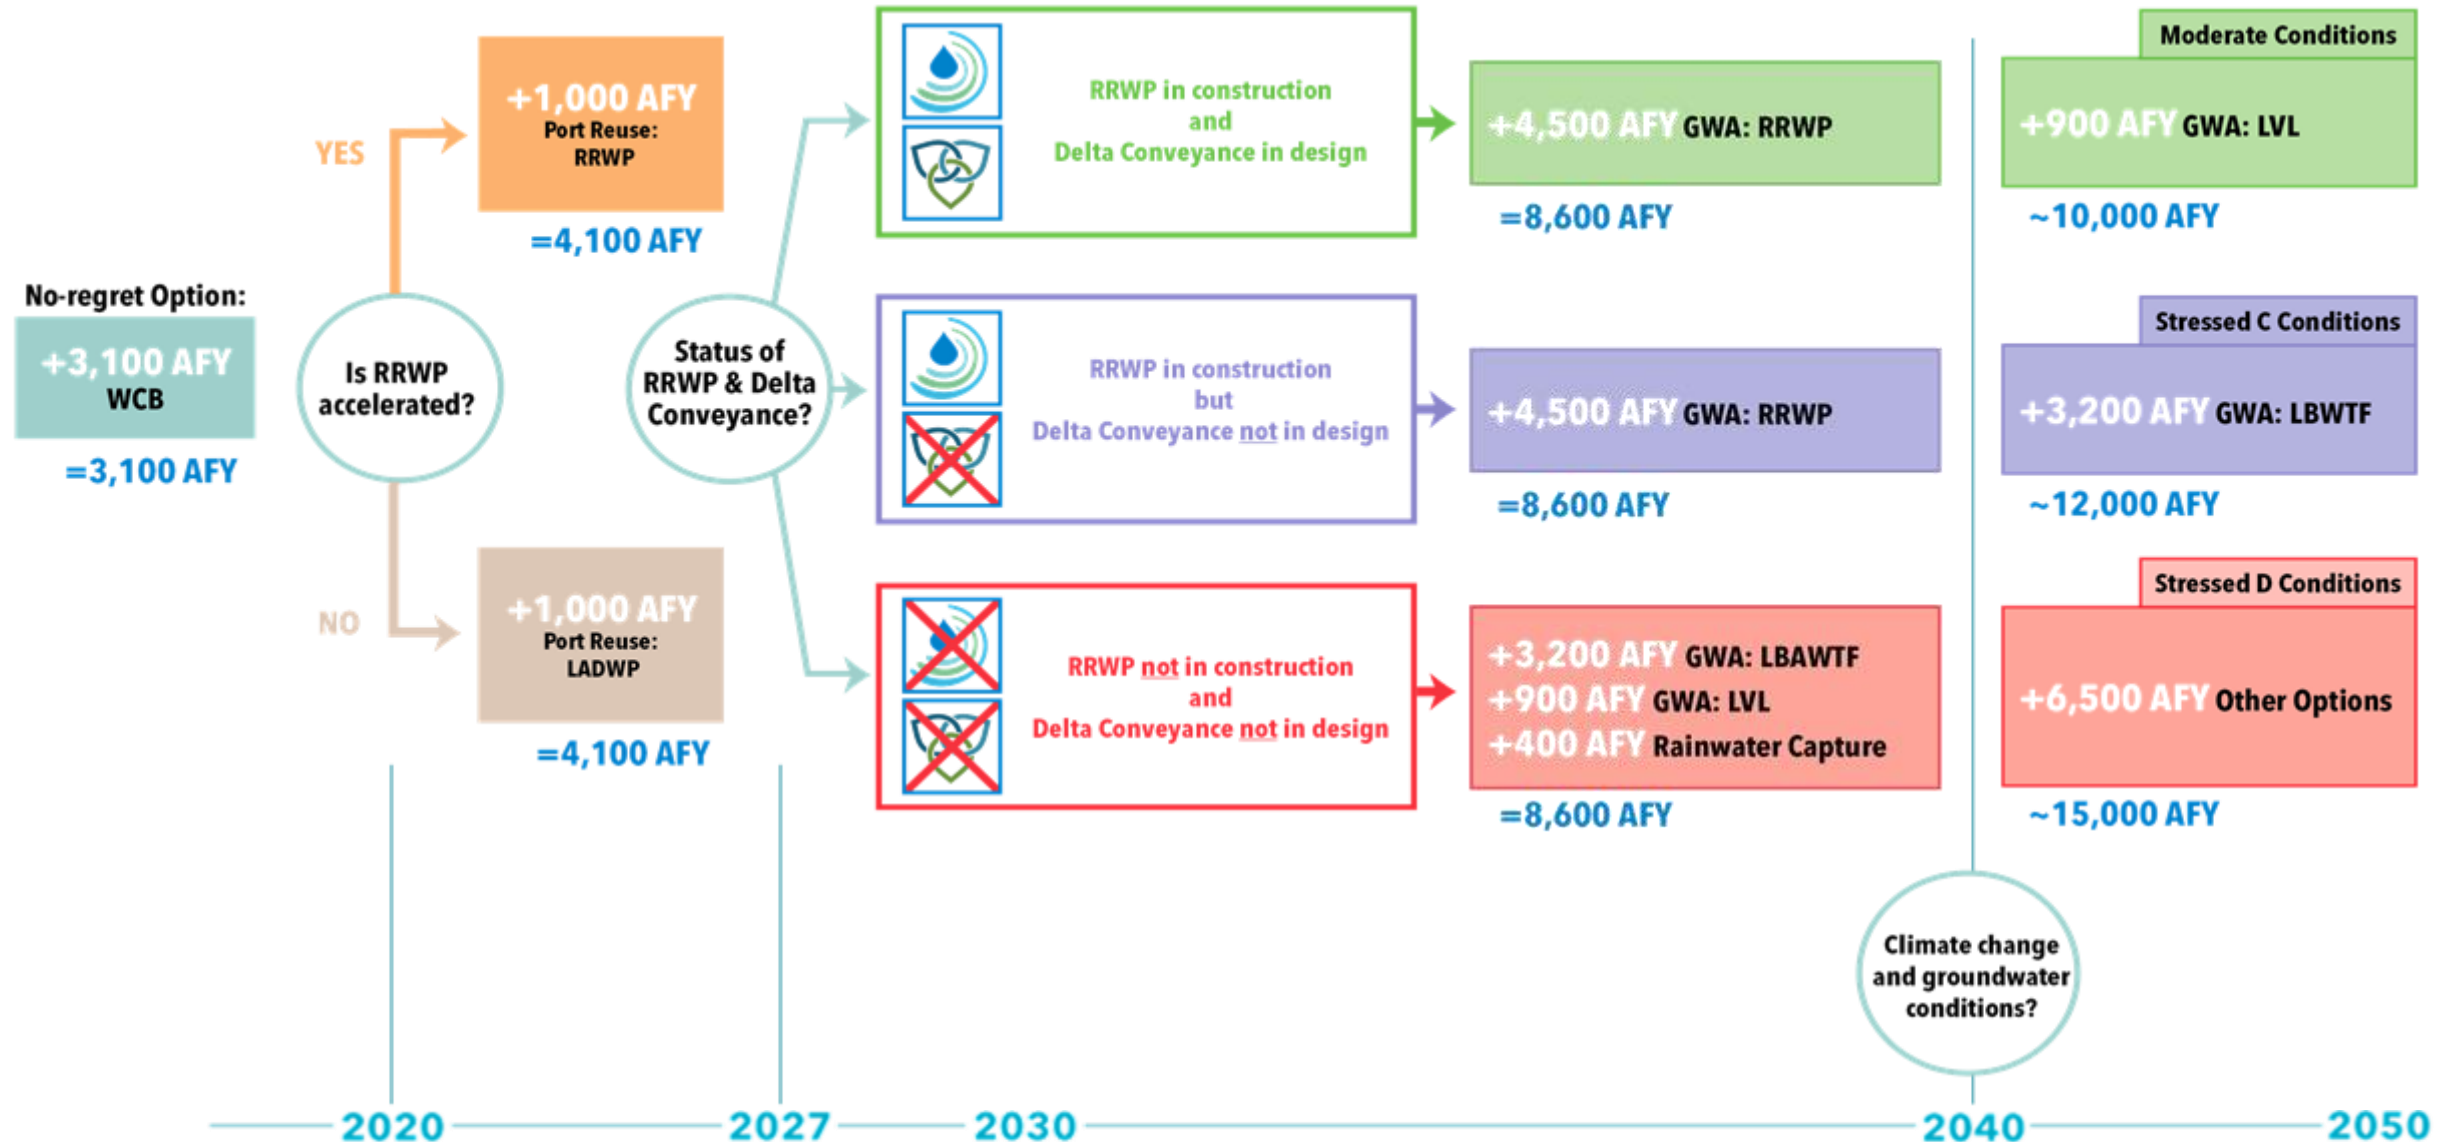 No-regret Option:
+3,100 AFY
WCB
=3,100 AFY
Is RRWP
accelerated?
YES
+1,000 AFY
Port Reuse:
RRWP
=4,100 AFY
NO
+1,000 AFY
Port Reuse:
LADWP
=4,100 AFY
Status of
RRWP & Delta
Conveyance?
RRWP in construction
and
Delta Conveyance in design
+4,500 AFY GWA: RRWP
=8,600 AFY
Moderate Conditions
+900 AFY GWA: LVL
~10,000 AFY
RRWP in construction
but
Delta Conveyance not in design
+4,500 AFY GWA: RRWP
=8,600 AFY
Stressed C Conditions
+3,200 AFY GWA: LBWTF
~12,000 AFY
RRWP not in construction
and
Delta Conveyance not in design
+3,200 AFY GWA: LBAWTF
+900 AFY GWA: LVL
+400 AFY Rainwater Capture
=8,600 AFY
Stressed D Conditions
+6,500 AFY Other Options
~15,000 AFY
Climate change
and groundwater
conditions?
2020
2027
2030
2040
2050